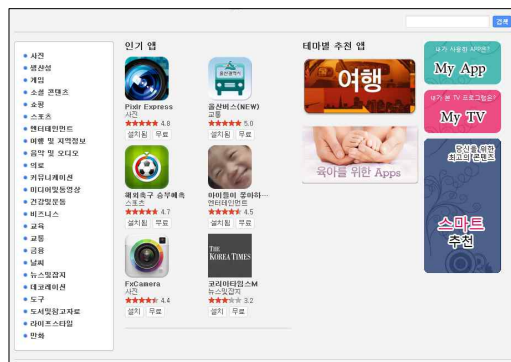 검색
사진
생산성
게임
소셜 콘텐츠
쇼핑
스포츠
엔터테인먼트
여행 및 지역정보
음악 및 오디오
의료
커뮤니케이션
미디어및동영상
건강및운동
비즈니스
교육
교통
금융
날씨
뉴스및잡지
데코레이션
도구
도서및참고자료
라이프스타일
만화
인기 앱
Pixlr Express
사진
4.8
설치됨 무료
울산광역시
울산버스(NEW)
교통
5.0
설치됨 무료
해외축구 승부예측
스포츠
4.7
설치됨 무료
아이들이 좋아하…
엔터테인먼트
4.5
설치됨 무료
FxCamera
사진
4.4
설치 무료
THE
KOREA TIMES
코리아타임스M
뉴스및잡지
3.2
설치 무료
테마별 추천 앱
여행
육아를 위한 Apps
내가 사용한 APP은?
My App
내가 본 TV 프로그램은?
My TV
당신을 위한
최고의 콘텐츠
스마트
추천